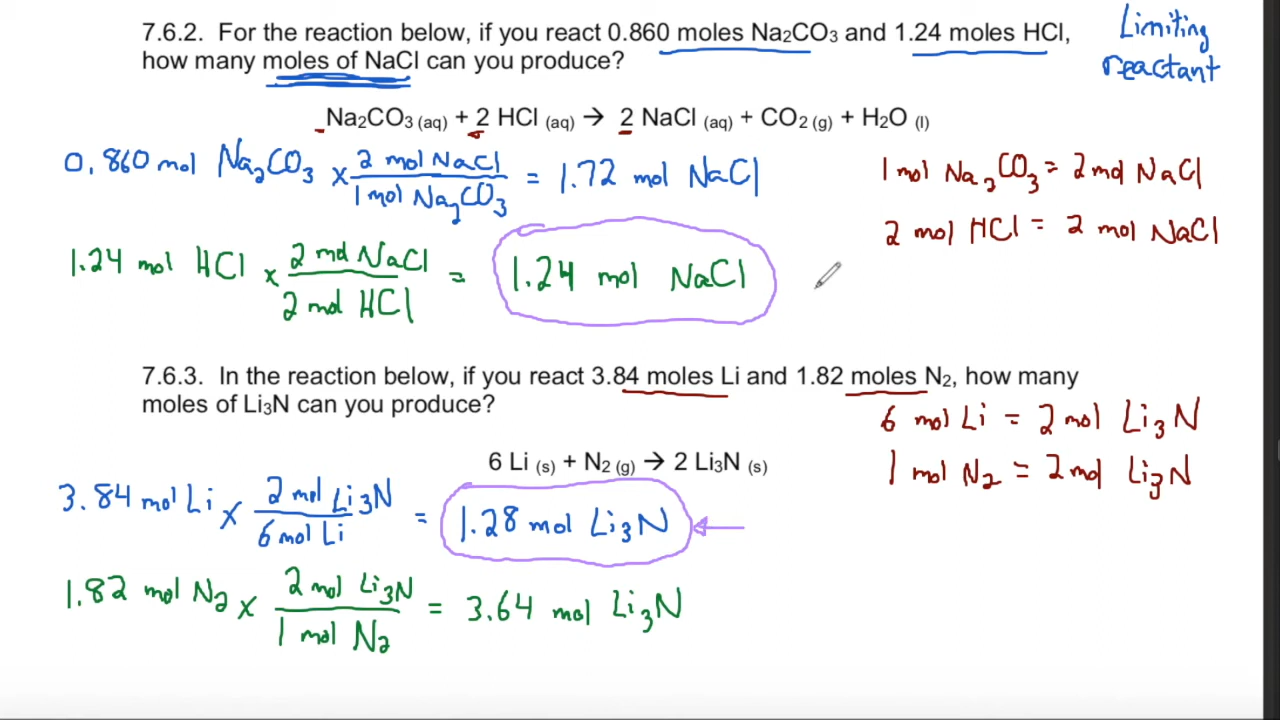 7.6.2. For the reaction below, if you react 0.860 moles Na₂CO₃ and 1.24 moles HCl,
how many moles of NaCl can you produce?
Limiting
reactant
Na₂CO₃ (aq) + 2 HCl (aq) → 2 NaCl (aq) + CO₂ (g) + H₂O (l)
0.860 mol Na₂CO₃ x 2 mol NaCl / 1 mol Na₂CO₃ = 1.72 mol NaCl
1 mol Na₂CO₃ = 2 mol NaCl
2 mol HCl = 2 mol NaCl
1.24 mol HCl x 2 mol NaCl / 2 mol HCl = 1.24 mol NaCl
7.6.3. In the reaction below, if you react 3.84 moles Li and 1.82 moles N₂, how many
moles of Li₃N can you produce?
6 mol Li = 2 mol Li₃N
1 mol N₂ = 2 mol Li₃N
6 Li (s) + N₂ (g) → 2 Li₃N (s)
3.84 mol Li x 2 mol Li₃N / 6 mol Li = 1.28 mol Li₃N
1.82 mol N₂ x 2 mol Li₃N / 1 mol N₂ = 3.64 mol Li₃N